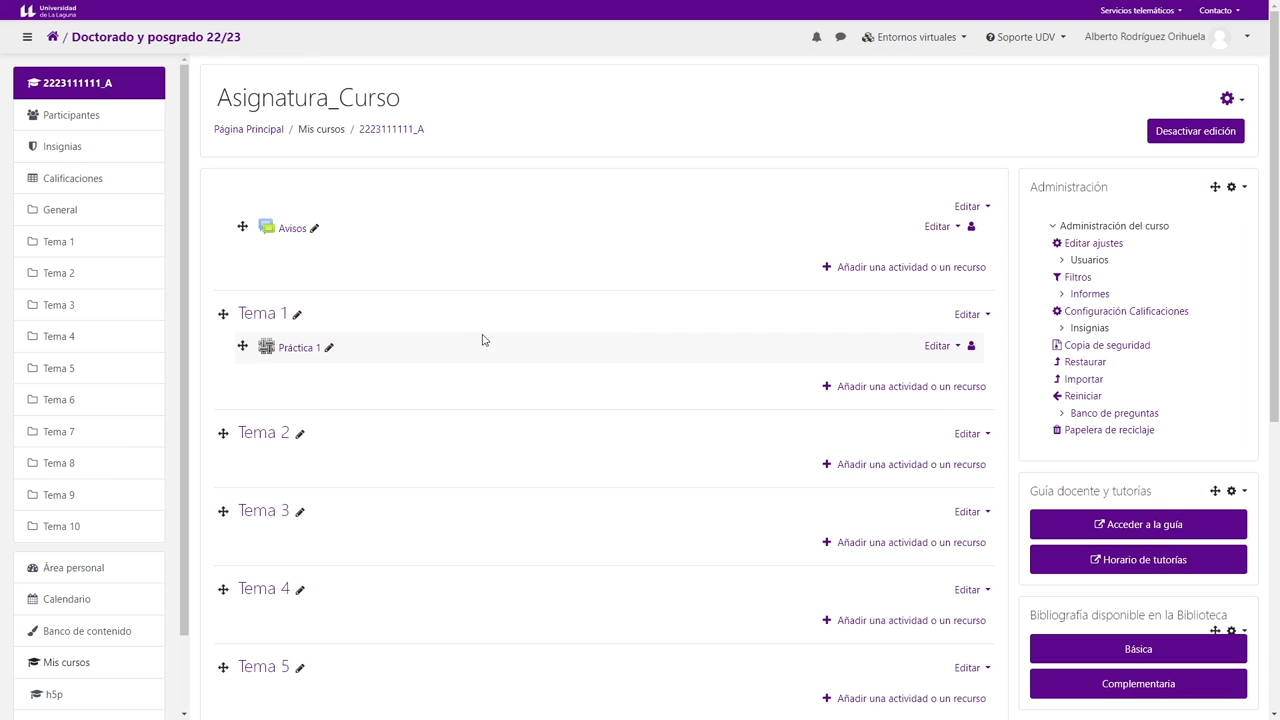 Universidad
de La Laguna
Servicios telemáticos
Contacto
/ Doctorado y posgrado 22/23
Entornos virtuales
Soporte UDV
Alberto Rodríguez Orihuela
2223111111_A
Participantes
Insignias
Calificaciones
General
Tema 1
Tema 2
Tema 3
Tema 4
Tema 5
Tema 6
Tema 7
Tema 8
Tema 9
Tema 10
Área personal
Calendario
Banco de contenido
Mis cursos
h5p
Asignatura_Curso
Página Principal / Mis cursos / 2223111111_A
Desactivar edición
Editar
Avisos
Editar
Añadir una actividad o un recurso
Tema 1
Editar
Práctica 1
Editar
Añadir una actividad o un recurso
Tema 2
Editar
Añadir una actividad o un recurso
Tema 3
Editar
Añadir una actividad o un recurso
Tema 4
Editar
Añadir una actividad o un recurso
Tema 5
Editar
Añadir una actividad o un recurso
Administración
Administración del curso
Editar ajustes
Usuarios
Filtros
Informes
Configuración Calificaciones
Insignias
Copia de seguridad
Restaurar
Importar
Reiniciar
Banco de preguntas
Papelera de reciclaje
Guía docente y tutorías
Acceder a la guía
Horario de tutorías
Bibliografía disponible en la Biblioteca
Básica
Complementaria